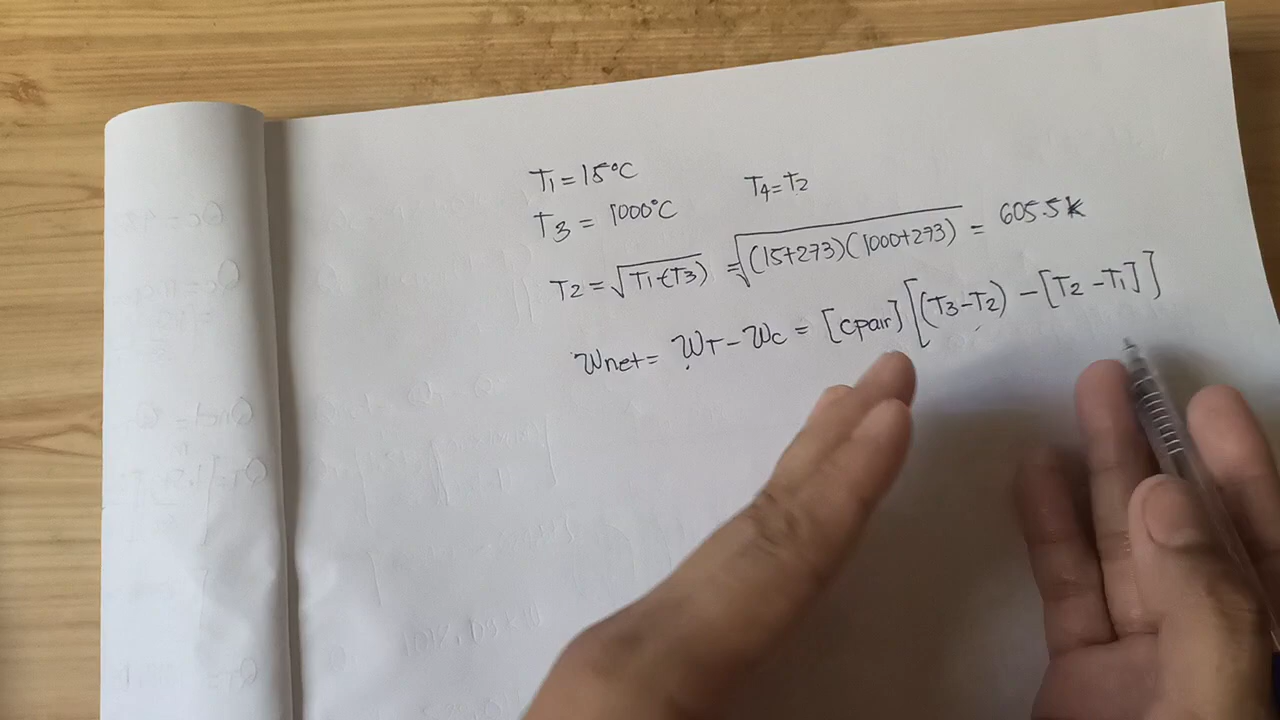 T1=15°C
T3=1000°C
T4=T2
T2=√T1·(T3) =√(15+273)(1000+273) = 605.5K
Wnet= WT-Wc = [cpair][(T3-T2) -[T2-T1]]